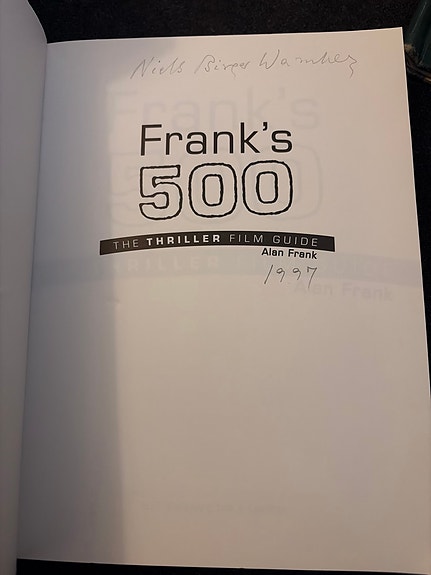 Niels Birger Wamberg
Frank's
500
THE THRILLER FILM GUIDE
Alan Frank
1997